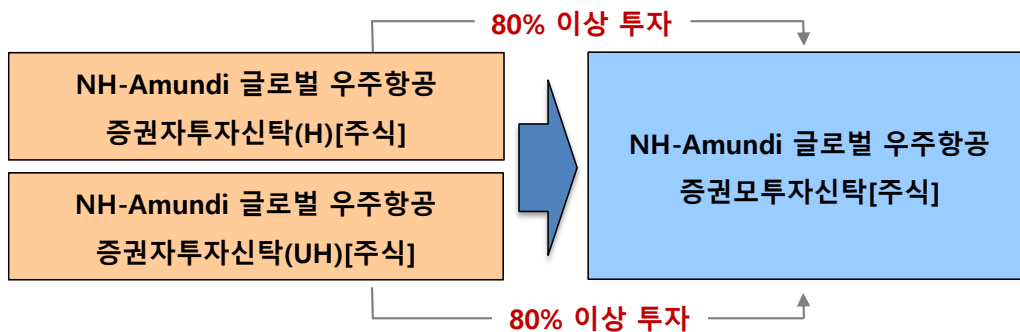 80% 이상 투자
NH-Amundi 글로벌 우주항공
증권자투자신탁(H)[주식]
NH-Amundi 글로벌 우주항공
증권자투자신탁(UH)[주식]
NH-Amundi 글로벌 우주항공
증권모투자신탁[주식]
80% 이상 투자